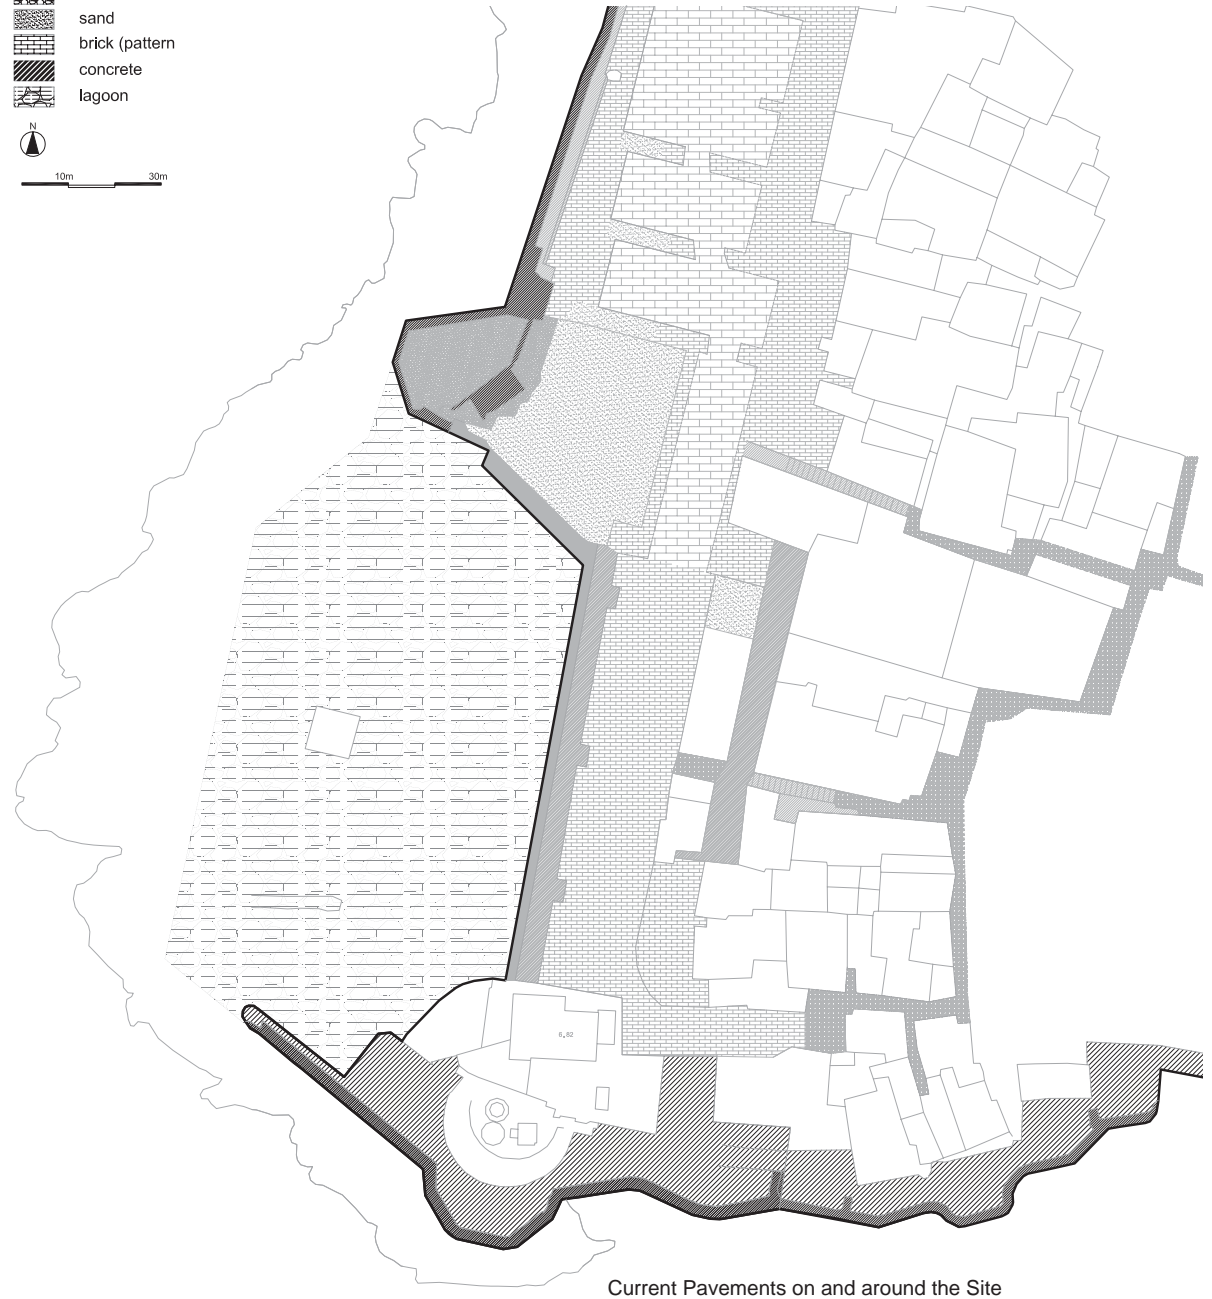 sand
brick (pattern
concrete
lagoon
N
10m 30m
6.82
Current Pavements on and around the Site